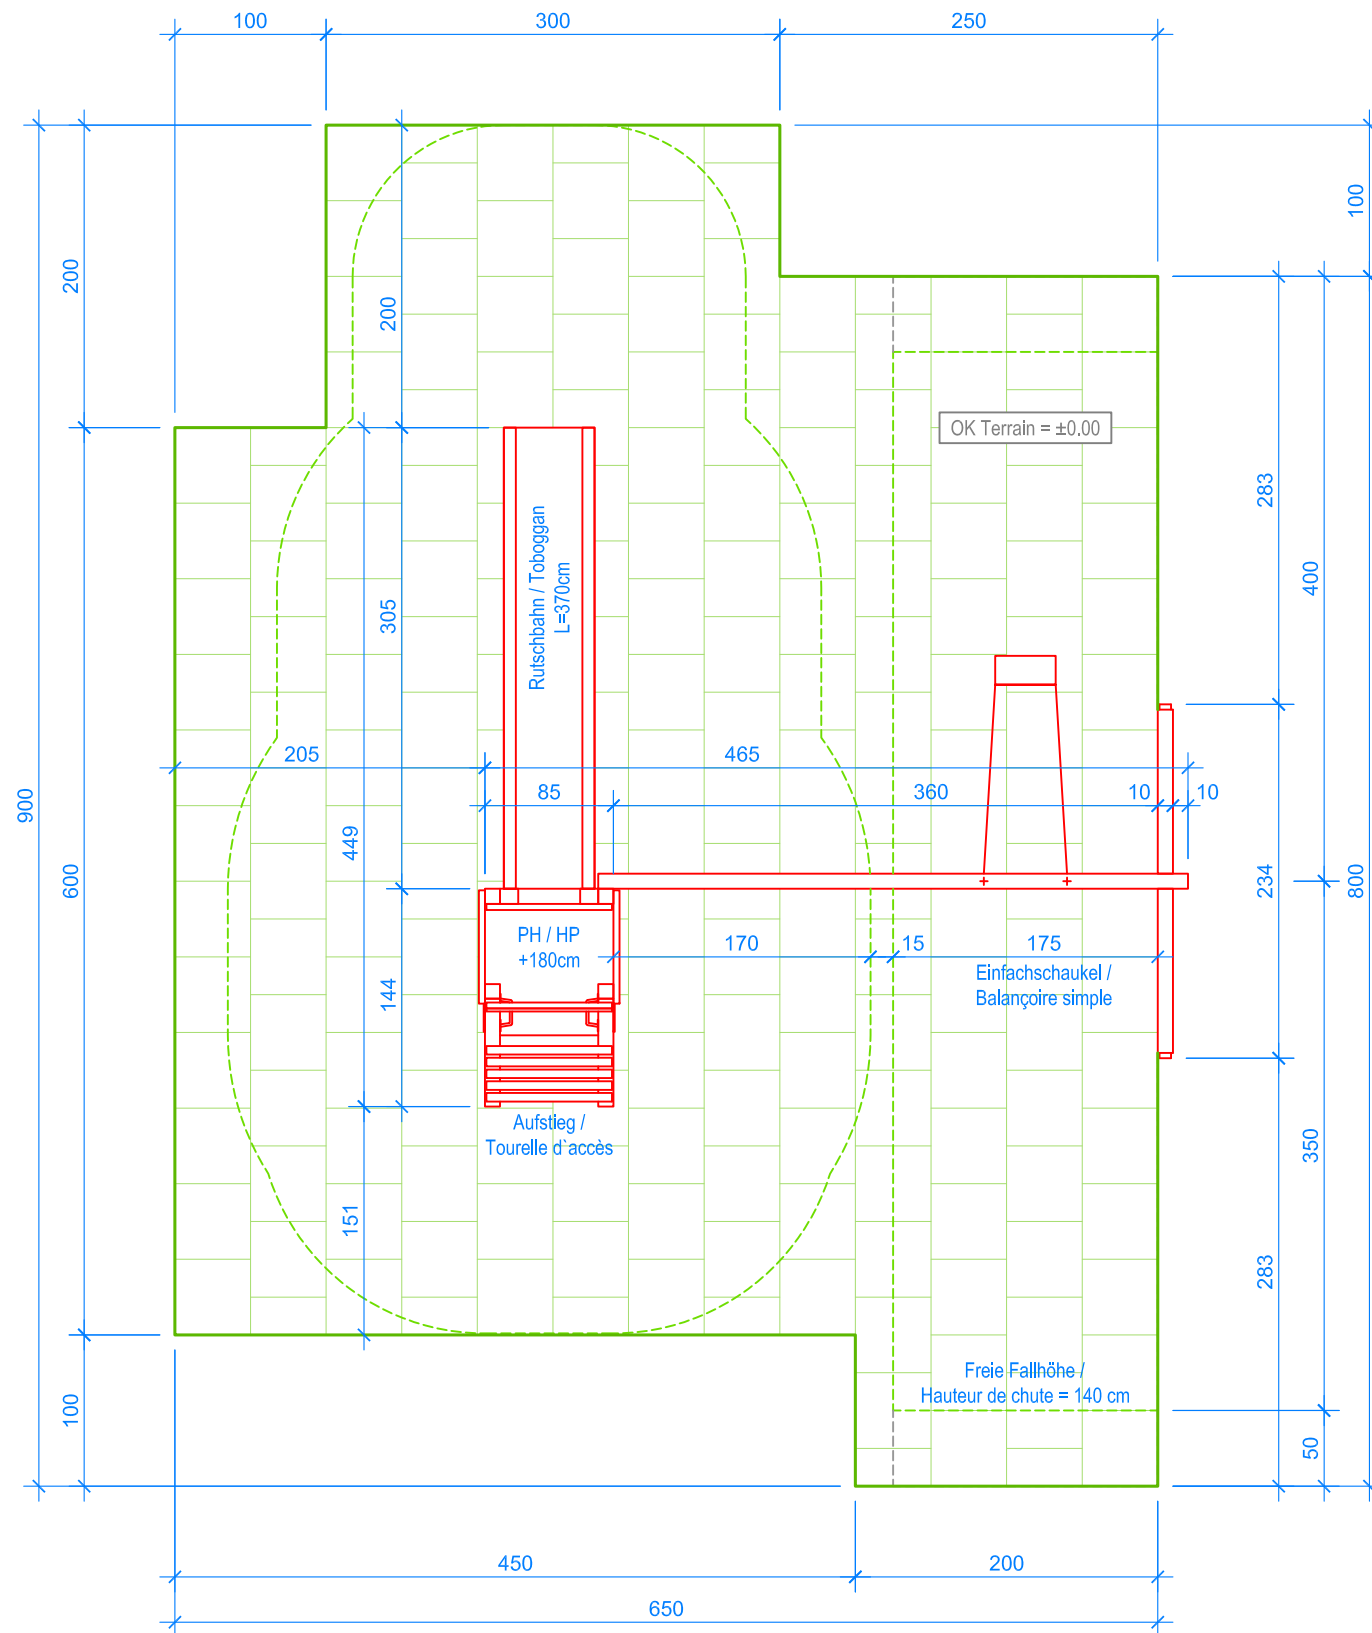 100
300
250
200
200
100
OK Terrain = ±0.00
283
400
Rutschbahn / Toboggan
L=370cm
305
205
465
85
360
10
10
900
449
600
234
800
PH / HP
+180cm
170
15
175
Einfachschaukel /
Balançoire simple
144
Aufstieg /
Tourelle d`accès
350
151
283
Freie Fallhöhe /
Hauteur de chute = 140 cm
100
50
450
200
650